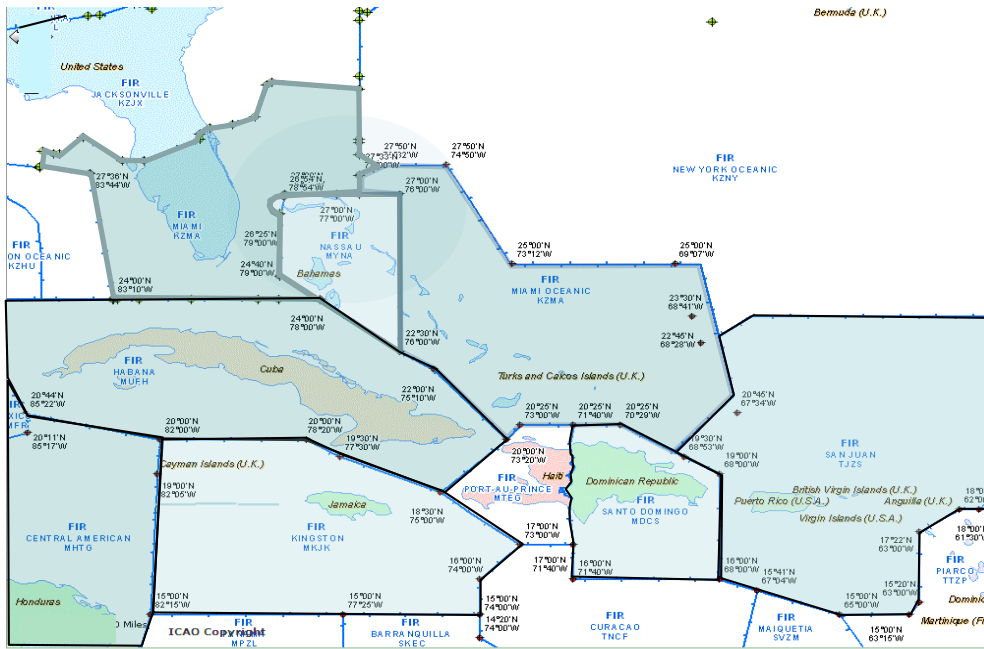 Bermuda (U.K.)
United States
FIR
JACKSONVILLE
KZJX
27°50'N
27°50'N
74°50'W
27°36'N
83°44'W
78°54'W
27°00'N
76°00'W
FIR
NEW YORK OCEANIC
KZNY
27°00'N
77°00'W
FIR
MIAMI
KZMA
26°25'N
79°00'W
FIR
NASSAU
MYNA
FIR
ON OCEANIC
KZHU
24°40'N
79°00'W
Bahamas
25°00'N
73°12'W
25°00'N
69°07'W
FIR
MIAMI OCEANIC
KZMA
24°00'N
83°10'W
24°00'N
78°00'W
23°30'N
68°41'W
22°30'N
76°00'W
22°45'N
68°28'W
FIR
HABANA
MUFH
Cuba
Turks and Caicos Islands (U.K.)
22°00'N
75°10'W
20°44'N
85°22'W
20°45'N
67°34'W
20°00'N
82°00'W
20°00'N
78°20'W
20°25'N
73°00'W
20°25'N
71°40'W
20°25'N
70°29'W
20°11'N
85°17'W
19°30'N
77°30'W
20°00'N
73°20'W
19°38'N
68°53'W
FIR
SAN JUAN
TJZS
Cayman Islands (U.K.)
19°00'N
82°05'W
19°00'N
68°00'W
FIR
PORT-AU-PRINCE
MTEG
Haiti
Dominican Republic
British Virgin Islands (U.K.)
Puerto Rico (U.S.A.)
Anguilla (U.K.)
Virgin Islands (U.S.A.)
Jamaica
18°30'N
75°00'W
FIR
SANTO DOMINGO
MDCS
FIR
CENTRAL AMERICAN
MHTG
FIR
KINGSTON
MKJK
17°00'N
73°00'W
17°00'N
71°40'W
17°22'N
63°00'W
18°00'N
61°30'W
16°00'N
74°00'W
16°00'N
71°40'W
16°00'N
68°00'W
15°41'N
67°04'W
FIR
PIARCO
TTZP
15°20'N
63°00'W
Honduras
15°00'N
82°15'W
15°00'N
77°25'W
15°00'N
74°00'W
15°00'N
65°00'W
14°20'N
74°00'W
15°00'N
63°15'W
Martinique (F
0 Miles
ICAO Copyright
FIR
MPZL
FIR
BARRANQUILLA
SKEC
FIR
CURACAO
TNCF
FIR
MAIQUETIA
SVZM